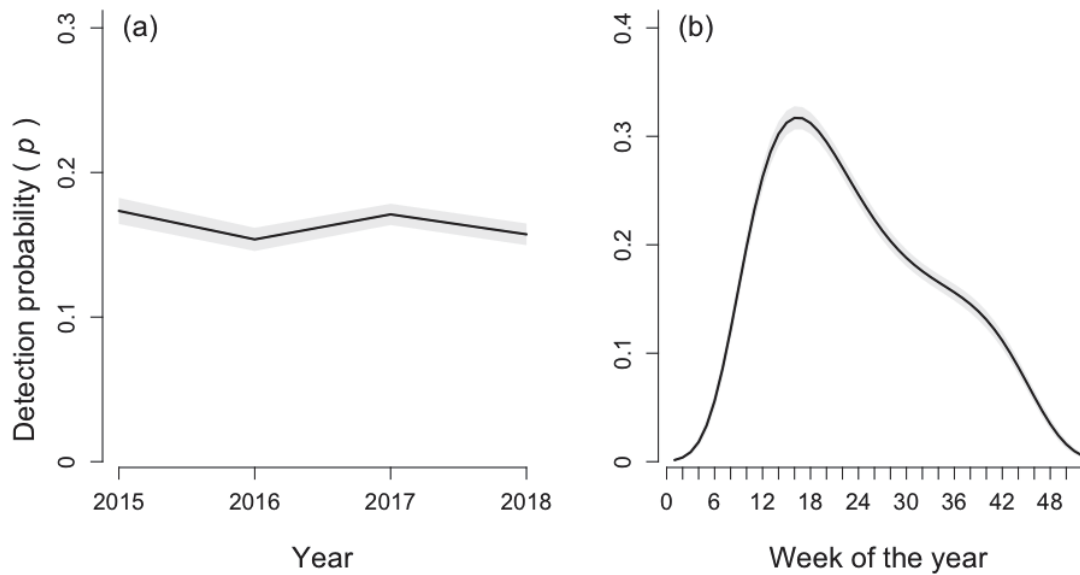 (a)
Detection probability ( p )
0.3
0.2
0.1
0
2015 2016 2017 2018
Year
(b)
0.4
0.3
0.2
0.1
0
0 6 12 18 24 30 36 42 48
Week of the year